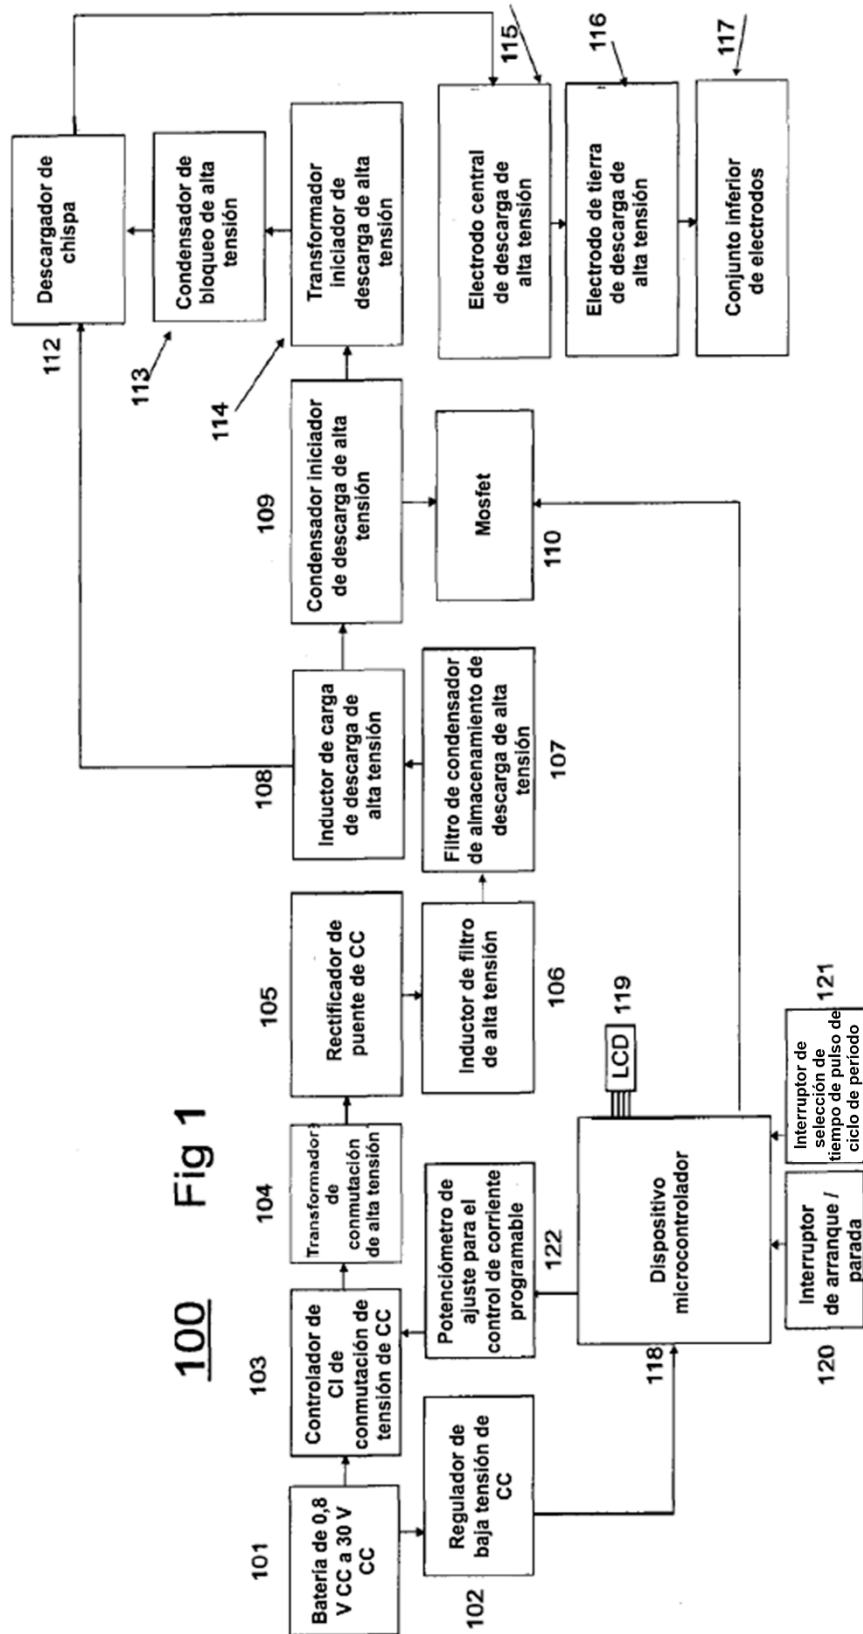 100 Fig 1
101
Batería de 0,8
V CC a 30 V
CC
102
Regulador de
baja tensión de
CC
103
Controlador de
CI de
conmutación de
tensión de CC
104
Transformador
de
conmutación
de alta tensión
105
Rectificador de
puente de CC
106
Inductor de filtro
de alta tensión
107
Filtro de condensador
de almacenamiento de
descarga de alta
tensión
108
Inductor de carga
de descarga de
alta tensión
109
Condensador iniciador
de descarga de alta
tensión
110
Mosfet
112
Descargador de
chispa
113
Condensador de
bloqueo de alta
tensión
114
Transformador
iniciador de
descarga de alta
tensión
115
Electrodo central
de descarga de
alta tensión
116
Electrodo de tierra
de descarga de
alta tensión
117
Conjunto inferior
de electrodos
118
Dispositivo
microcontrolador
119
LCD
120
Interruptor
de arranque /
parada
121
Interruptor de
selección de
tiempo de pulso de
ciclo de período
122
Potenciómetro de
ajuste para el
control de corriente
programable